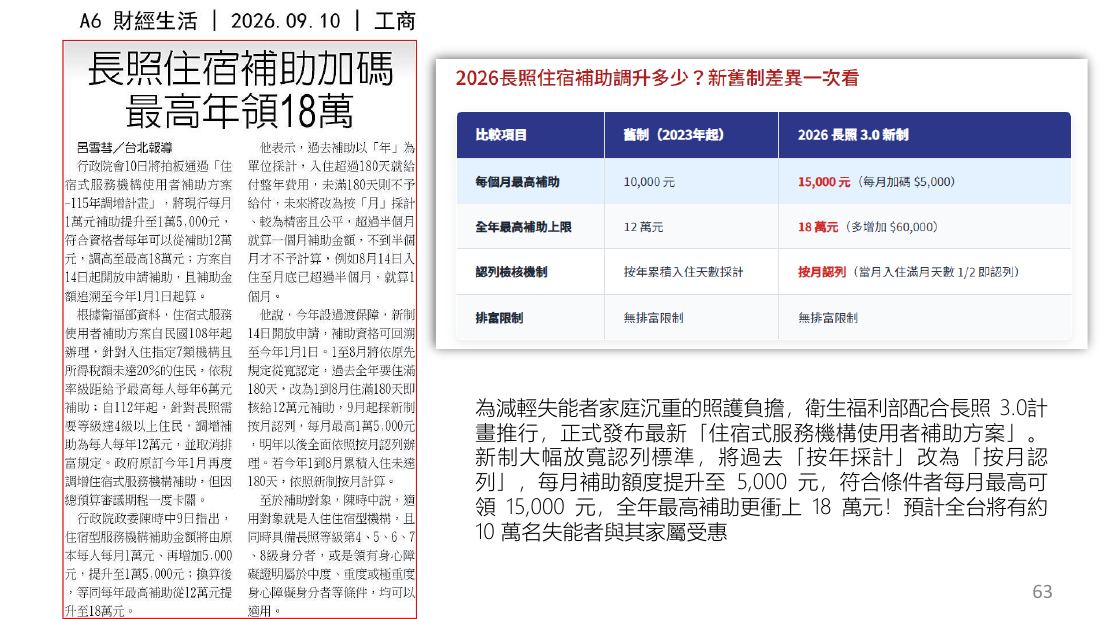 A6 財經生活 | 2026.09.10 | 工商
長照住宿補助加碼
最高年領18萬
呂雪彗／台北報導
行政院會10日將拍板通過「住
宿式服務機構使用者補助方案
-115年調增計畫」，將現行每月
1萬元補助提升至1萬5,000元，
符合資格者每年可以從補助12萬
元，調高至最高18萬元；方案自
14日起開放申請補助，且補助金
額追溯至今年1月1日起算。
根據衛福部資料，住宿式服務
使用者補助方案自民國108年起
辦理，針對入住指定7類機構且
所得稅額未達20%的住民，依稅
率級距給予最高每人每年6萬元
補助；自112年起，針對長照需
要等級達4級以上住民，調增補
助為每人每年12萬元，並取消排
富規定。政府原訂今年1月再度
調增住宿式服務機構補助，但因
總預算審議期程一度卡關。
行政院政委陳時中9日指出，
住宿型服務機構補助金額將由原
本每人每月1萬元、再增加5,000
元，提升至1萬5,000元；換算後
，等同每年最高補助從12萬元提
升至18萬元。
他表示，過去補助以「年」為
單位採計，入住超過180天就給
付整年費用，未滿180天則不予
給付，未來將改為按「月」採計
、較為精密且公平，超過半個月
就算一個月補助金額，不到半個
月才不予計算，例如8月14日入
住至月底已超過半個月，就算1
個月。
他說，今年設過渡保障，新制
14日開放申請，補助資格可回溯
至今年1月1日。1至8月將依原先
規定從寬認定，過去全年要住滿
180天，改為1到8月住滿180天即
核給12萬元補助，9月起採新制
按月認列，每月最高1萬5,000元
，明年以後全面依照按月認列辦
理。若今年1到8月累積入住未達
180天，依照新制按月計算。
至於補助對象，陳時中說，適
用對象就是入住住宿型機構，且
同時具備長照等級第4、5、6、7
、8級身分者，或是領有身心障
礙證明屬於中度、重度或極重度
身心障礙身分者等條件，均可以
適用。
2026長照住宿補助調升多少？新舊制差異一次看
比較項目 舊制（2023年起） 2026 長照 3.0 新制
每個月最高補助 10,000 元 15,000 元（每月加碼 $5,000）
全年最高補助上限 12 萬元 18 萬元（多增加 $60,000）
認列檢核機制 按年累積入住天數採計 按月認列（當月入住滿月天數 1/2 即認列）
排富限制 無排富限制 無排富限制
為減輕失能者家庭沉重的照護負擔，衛生福利部配合長照 3.0計
畫推行，正式發布最新「住宿式服務機構使用者補助方案」。
新制大幅放寬認列標準，將過去「按年採計」改為「按月認
列」，每月補助額度提升至 5,000 元，符合條件者每月最高可
領 15,000 元，全年最高補助更衝上 18 萬元！預計全台將有約
10 萬名失能者與其家屬受惠
63